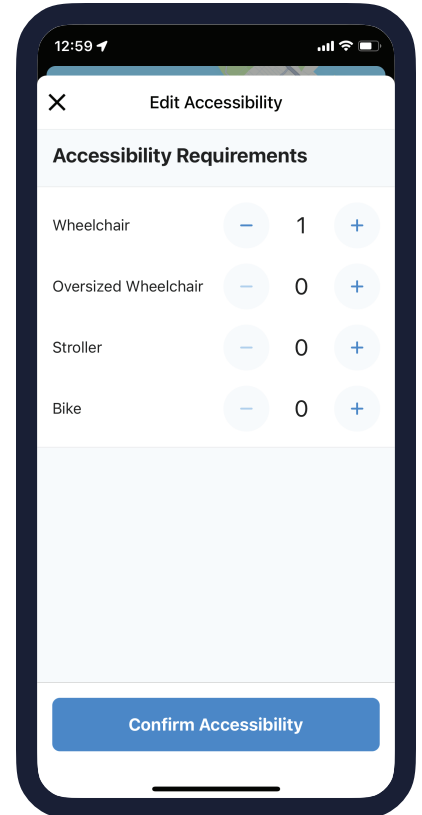 12:59
Edit Accessibility
Accessibility Requirements
Wheelchair − 1 +
Oversized Wheelchair − 0 +
Stroller − 0 +
Bike − 0 +
Confirm Accessibility